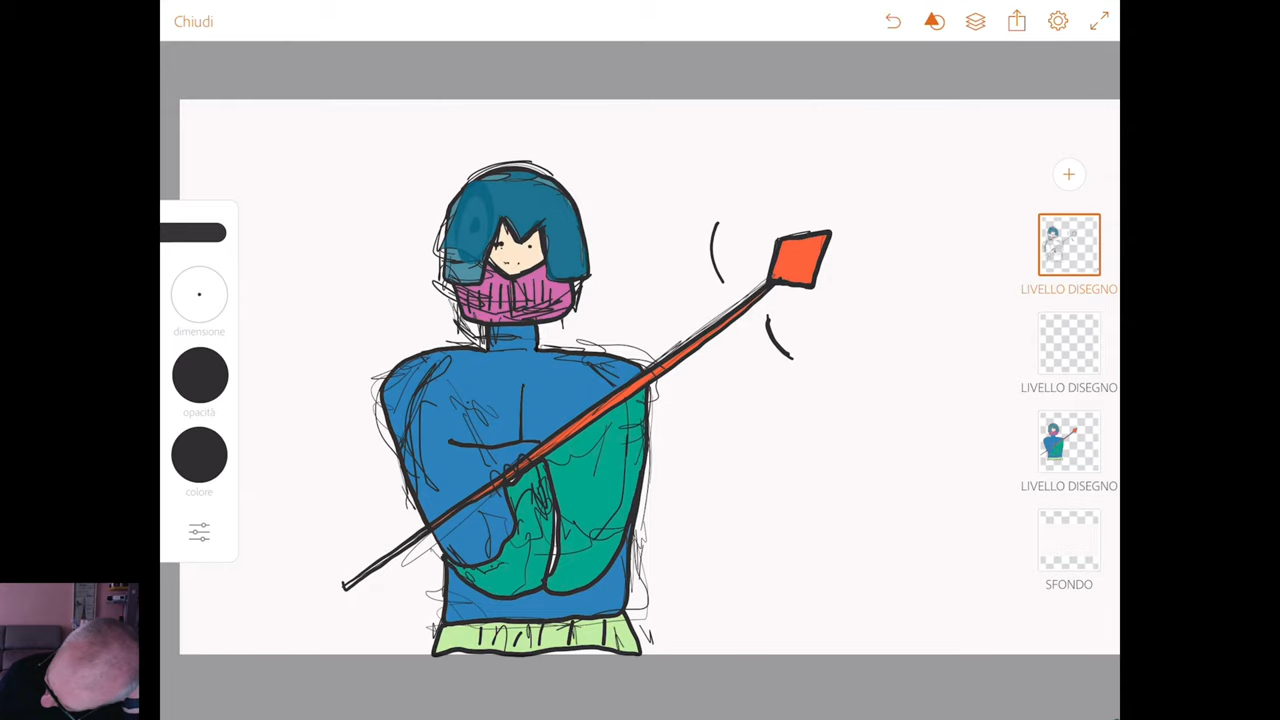 Chiudi
dimensione
opacità
colore
LIVELLO DISEGNO
LIVELLO DISEGNO
LIVELLO DISEGNO
SFONDO